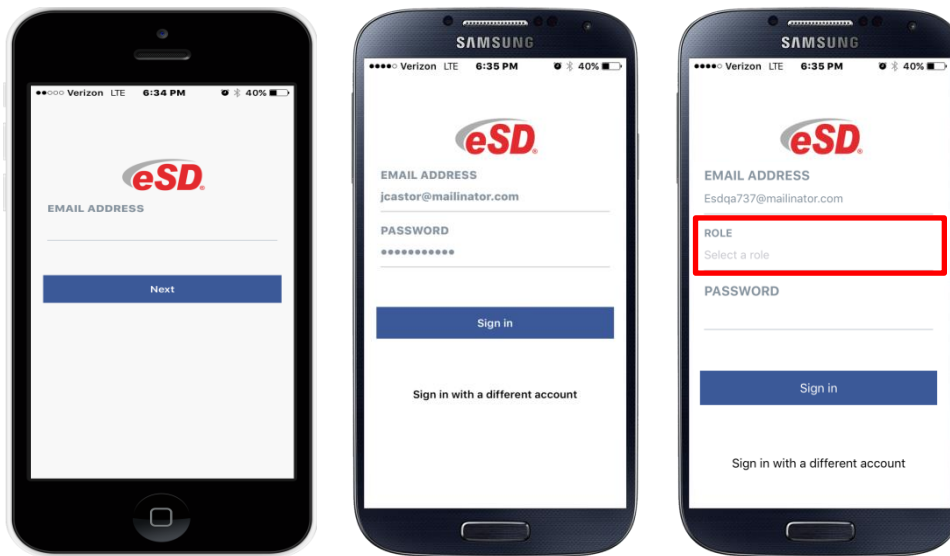 Verizon LTE 6:34 PM 40%
eSD®
EMAIL ADDRESS
Next
SAMSUNG
Verizon LTE 6:35 PM 40%
eSD®
EMAIL ADDRESS
jcastor@mailinator.com
PASSWORD
•••••••••••
Sign in
Sign in with a different account
SAMSUNG
Verizon LTE 6:35 PM 40%
eSD®
EMAIL ADDRESS
Esdqa737@mailinator.com
ROLE
Select a role
PASSWORD
Sign in
Sign in with a different account